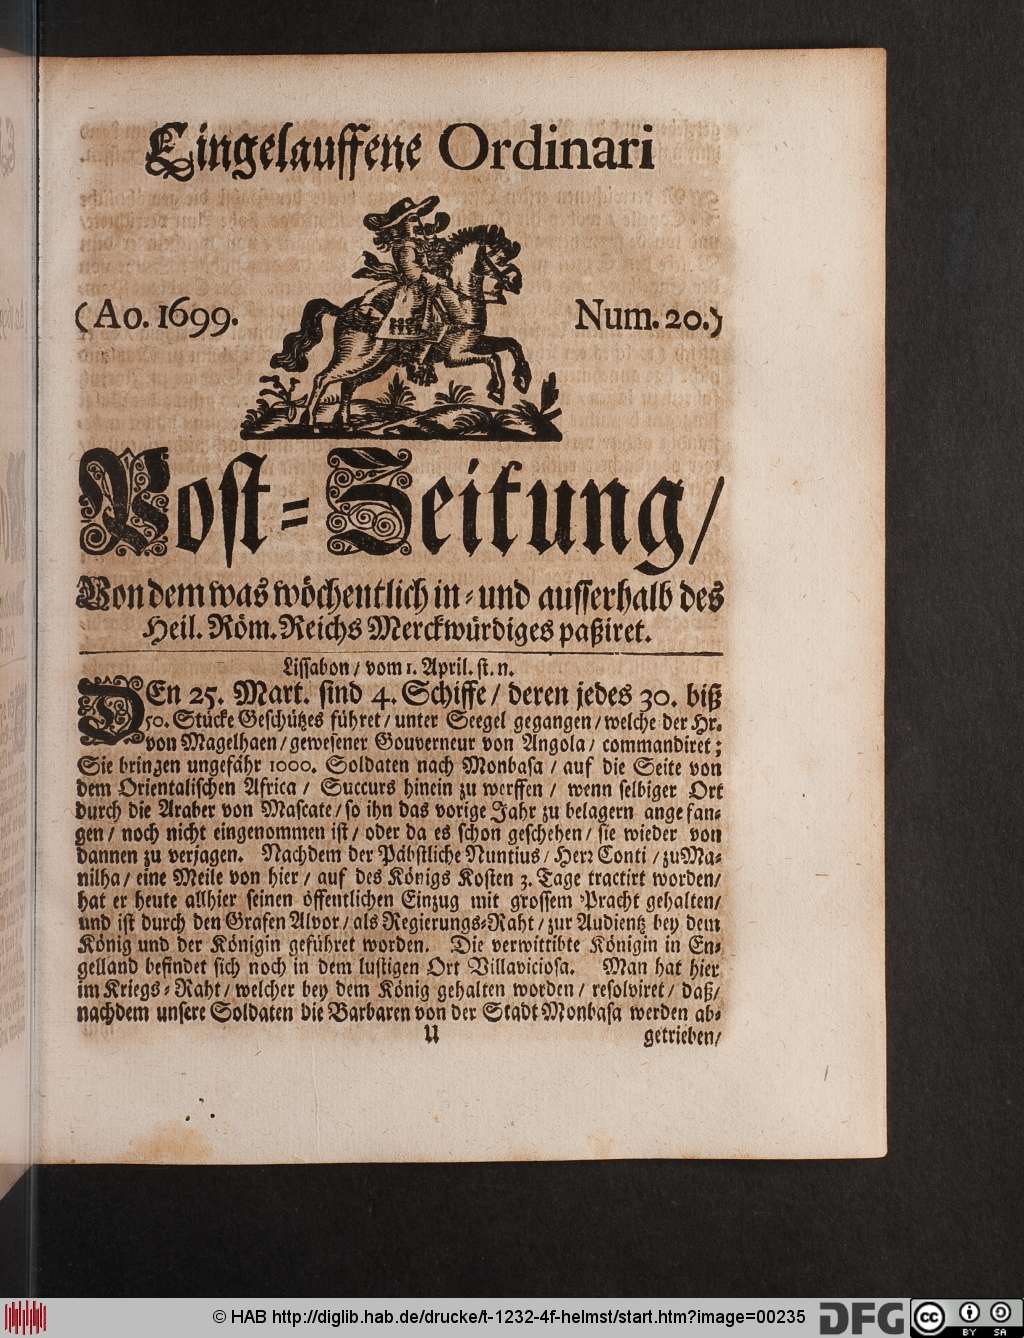 Eingelauffene Ordinari
(Ao. 1699. Num. 20.)
Post-Zeitung/
Von dem was wöchentlich in- und ausserhalb des
Heil. Röm. Reichs Merckwürdiges paßiret.
Lissabon/ vom 1. April. st. n.
DEn 25. Mart. sind 4. Schiffe/ deren jedes 30. biß
50. Stücke Geschützes führet/ unter Seegel gegangen/ welche der Hr.
von Magelhaen/ gewesener Gouverneur von Angola/ commandiret;
Sie bringen ungefähr 1000. Soldaten nach Monbasa/ auf die Seite von
dem Orientalischen Africa/ Succurs hinein zu werffen/ wenn selbiger Ort
durch die Araber von Mascate/ so ihn das vorige Jahr zu belagern angefan-
gen/ noch nicht eingenommen ist/ oder da es schon geschehen/ sie wieder von
dannen zu verjagen. Nachdem der Päbstliche Nuntius/ Herr Conti/ zu Ma-
nilha/ eine Meile von hier/ auf des Königs Kosten 3. Tage tractirt worden/
hat er heute allhier seinen öffentlichen Einzug mit grossem Pracht gehalten/
und ist durch den Grafen Alvor/ als Regierungs-Raht/ zur Audientz bey dem
König und der Königin geführet worden. Die verwittibte Königin in En-
gelland befindet sich noch in dem lustigen Ort Villaviciosa. Man hat hier
im Kriegs-Raht/ welcher bey dem König gehalten worden/ resolviret/ daß/
nachdem unsere Soldaten die Barbaren von der Stadt Monbasa werden ab-
U getrieben/
© HAB http://diglib.hab.de/drucke/t-1232-4f-helmst/start.htm?image=00235
DFG
cc BY SA